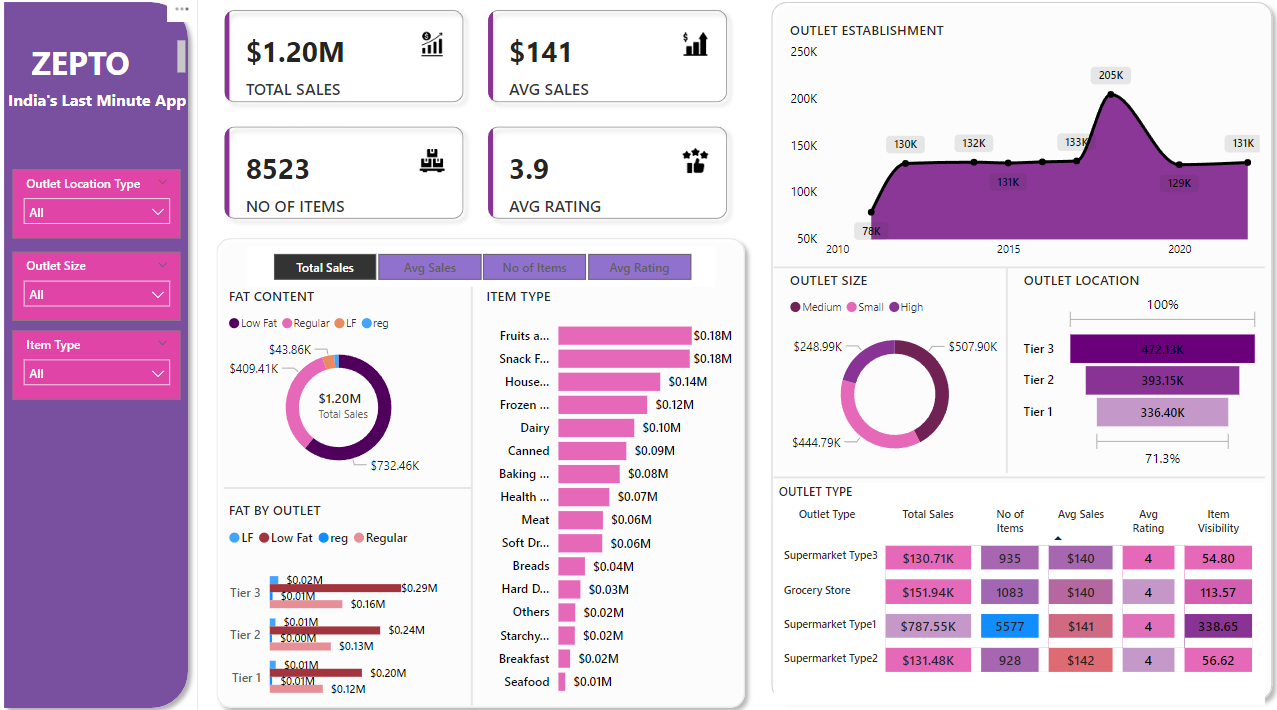 ZEPTO
India's Last Minute App
Outlet Location Type
All
Outlet Size
All
Item Type
All
$1.20M
TOTAL SALES
$141
AVG SALES
8523
NO OF ITEMS
3.9
AVG RATING
Total Sales
Avg Sales
No of Items
Avg Rating
FAT CONTENT
Low Fat Regular LF reg
$43.86K
$409.41K
$1.20M
Total Sales
$732.46K
FAT BY OUTLET
LF Low Fat reg Regular
Tier 3
$0.02M
$0.29M
$0.01M
$0.16M
Tier 2
$0.01M
$0.24M
$0.00M
$0.13M
Tier 1
$0.01M
$0.20M
$0.01M
$0.12M
ITEM TYPE
Fruits a... $0.18M
Snack F... $0.18M
House... $0.14M
Frozen ... $0.12M
Dairy $0.10M
Canned $0.09M
Baking ... $0.08M
Health ... $0.07M
Meat $0.06M
Soft Dr... $0.06M
Breads $0.04M
Hard D... $0.03M
Others $0.02M
Starchy... $0.02M
Breakfast $0.02M
Seafood $0.01M
OUTLET ESTABLISHMENT
250K
200K
150K
100K
50K
78K
130K
132K
131K
133K
205K
129K
131K
2010
2015
2020
OUTLET SIZE
Medium Small High
$248.99K
$507.90K
$444.79K
OUTLET LOCATION
100%
Tier 3 472.13K
Tier 2 393.15K
Tier 1 336.40K
71.3%
OUTLET TYPE
Outlet Type Total Sales No of Items Avg Sales Avg Rating Item Visibility
Supermarket Type3 $130.71K 935 $140 4 54.80
Grocery Store $151.94K 1083 $140 4 113.57
Supermarket Type1 $787.55K 5577 $141 4 338.65
Supermarket Type2 $131.48K 928 $142 4 56.62